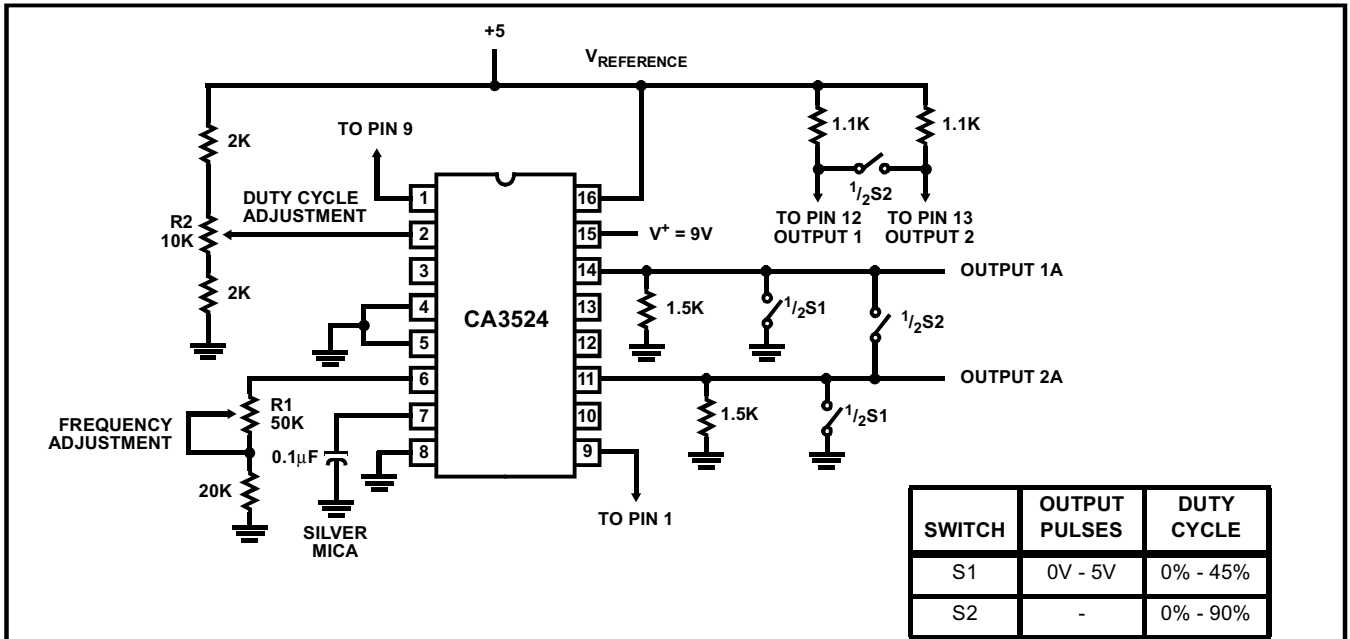 +5
VREFERENCE
2K
TO PIN 9
1.1K
1.1K
1/2S2
DUTY CYCLE
ADJUSTMENT
R2
10K
2K
TO PIN 12
OUTPUT 1
TO PIN 13
OUTPUT 2
V+ = 9V
1
2
3
4
5
6
7
8
CA3524
16
15
14
13
12
11
10
9
OUTPUT 1A
1.5K
1/2S1
1/2S2
OUTPUT 2A
1.5K
1/2S1
R1
50K
FREQUENCY
ADJUSTMENT
0.1μF
20K
SILVER
MICA
TO PIN 1
SWITCH OUTPUT PULSES DUTY CYCLE
S1 0V - 5V 0% - 45%
S2 - 0% - 90%